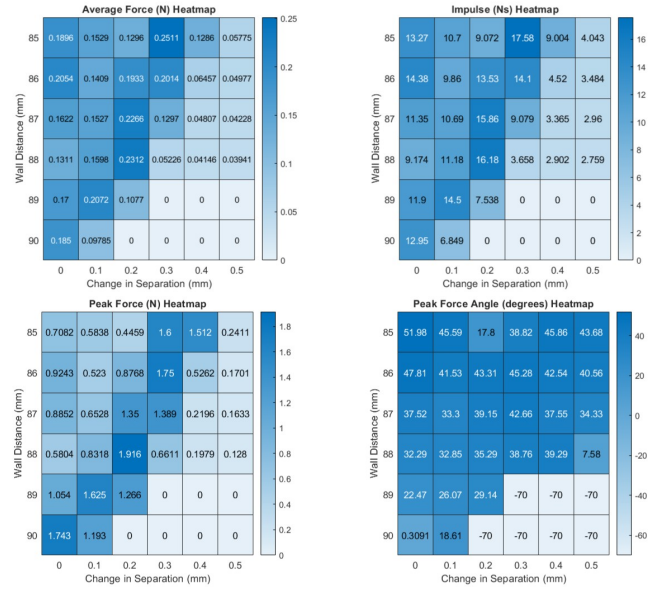 Average Force (N) Heatmap
85 0.1896 0.1529 0.1296 0.2511 0.1286 0.05775
86 0.2054 0.1409 0.1933 0.2014 0.06457 0.04977
87 0.1622 0.1527 0.2266 0.1297 0.04807 0.04228
88 0.1311 0.1598 0.2312 0.05226 0.04146 0.03941
89 0.17 0.2072 0.1077 0 0 0
90 0.185 0.09785 0 0 0 0
0 0.1 0.2 0.3 0.4 0.5
Change in Separation (mm)
Wall Distance (mm)
0.25
0.2
0.15
0.1
0.05
0
Impulse (Ns) Heatmap
85 13.27 10.7 9.072 17.58 9.004 4.043
86 14.38 9.86 13.53 14.1 4.52 3.484
87 11.35 10.69 15.86 9.079 3.365 2.96
88 9.174 11.18 16.18 3.658 2.902 2.759
89 11.9 14.5 7.538 0 0 0
90 12.95 6.849 0 0 0 0
0 0.1 0.2 0.3 0.4 0.5
Change in Separation (mm)
Wall Distance (mm)
16
14
12
10
8
6
4
2
0
Peak Force (N) Heatmap
85 0.7082 0.5838 0.4459 1.6 1.512 0.2411
86 0.9243 0.523 0.8768 1.75 0.5262 0.1701
87 0.8852 0.6528 1.35 1.389 0.2196 0.1633
88 0.5804 0.8318 1.916 0.6611 0.1979 0.128
89 1.054 1.625 1.266 0 0 0
90 1.743 1.193 0 0 0 0
0 0.1 0.2 0.3 0.4 0.5
Change in Separation (mm)
Wall Distance (mm)
1.8
1.6
1.4
1.2
1
0.8
0.6
0.4
0.2
0
Peak Force Angle (degrees) Heatmap
85 51.98 45.59 17.8 38.82 45.86 43.68
86 47.81 41.53 43.31 45.28 42.54 40.56
87 37.52 33.3 39.15 42.66 37.55 34.33
88 32.29 32.85 35.29 38.76 39.29 7.58
89 22.47 26.07 29.14 -70 -70 -70
90 0.3091 18.61 -70 -70 -70 -70
0 0.1 0.2 0.3 0.4 0.5
Change in Separation (mm)
Wall Distance (mm)
40
20
0
-20
-40
-60